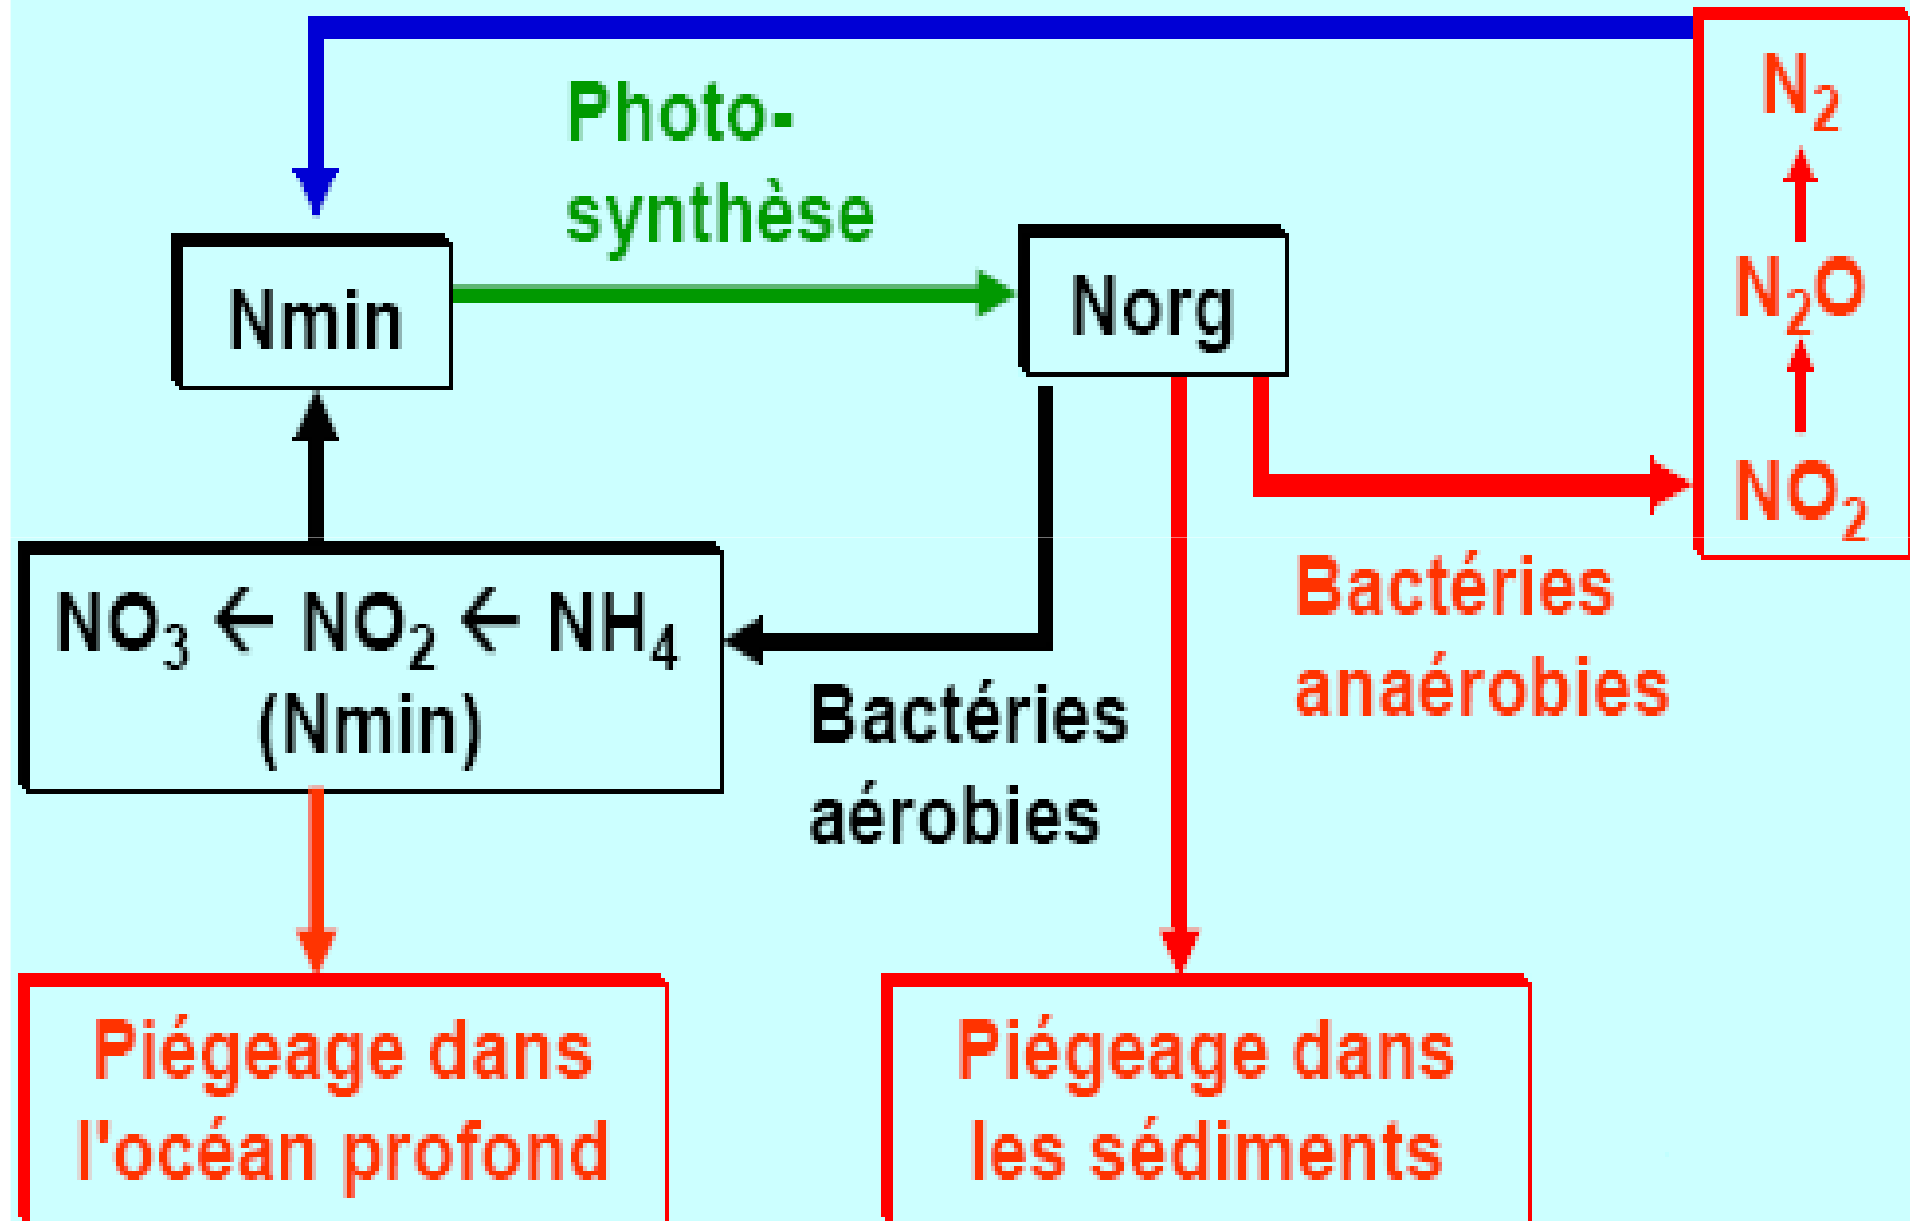 Photo-
synthèse
Nmin
Norg
N₂
N₂O
NO₂
NO₃ ← NO₂ ← NH₄
(Nmin)
Bactéries
aérobies
Bactéries
anaérobies
Piégeage dans
l'océan profond
Piégeage dans
les sédiments